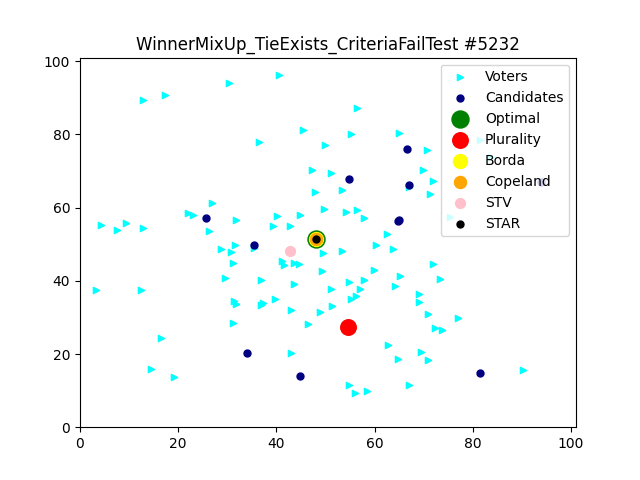 WinnerMixUp_TieExists_CriteriaFailTest #5232
100
80
60
40
20
0
0
20
40
60
80
100
Voters
Candidates
Optimal
Plurality
Borda
Copeland
STV
STAR